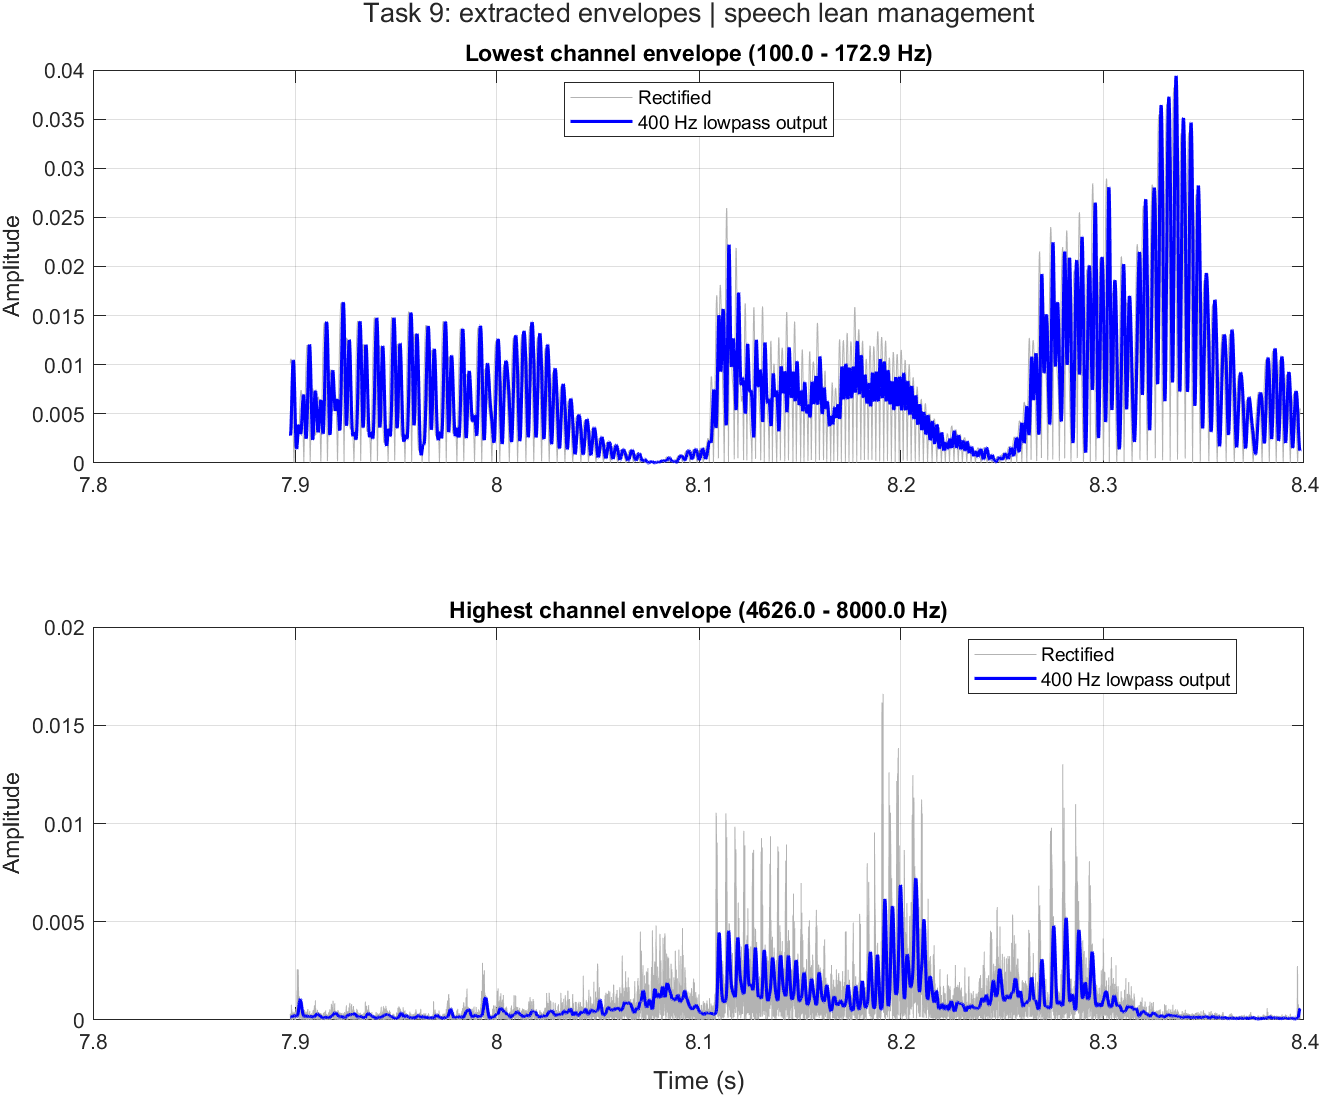 Task 9: extracted envelopes | speech lean management
Lowest channel envelope (100.0 - 172.9 Hz)
Rectified
400 Hz lowpass output
Amplitude
0.04
0.035
0.03
0.025
0.02
0.015
0.01
0.005
0
7.8 7.9 8 8.1 8.2 8.3 8.4
Highest channel envelope (4626.0 - 8000.0 Hz)
Rectified
400 Hz lowpass output
Amplitude
0.02
0.015
0.01
0.005
0
7.8 7.9 8 8.1 8.2 8.3 8.4
Time (s)